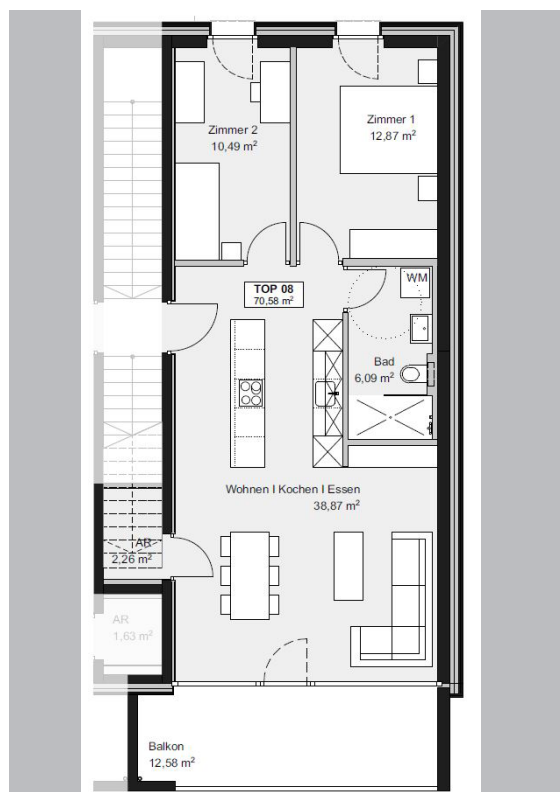 Zimmer 2
10,49 m²
Zimmer 1
12,87 m²
TOP 08
70,58 m²
WM
Bad
6,09 m²
Wohnen I Kochen I Essen
38,87 m²
AR
2,26 m²
AR
1,63 m²
Balkon
12,58 m²